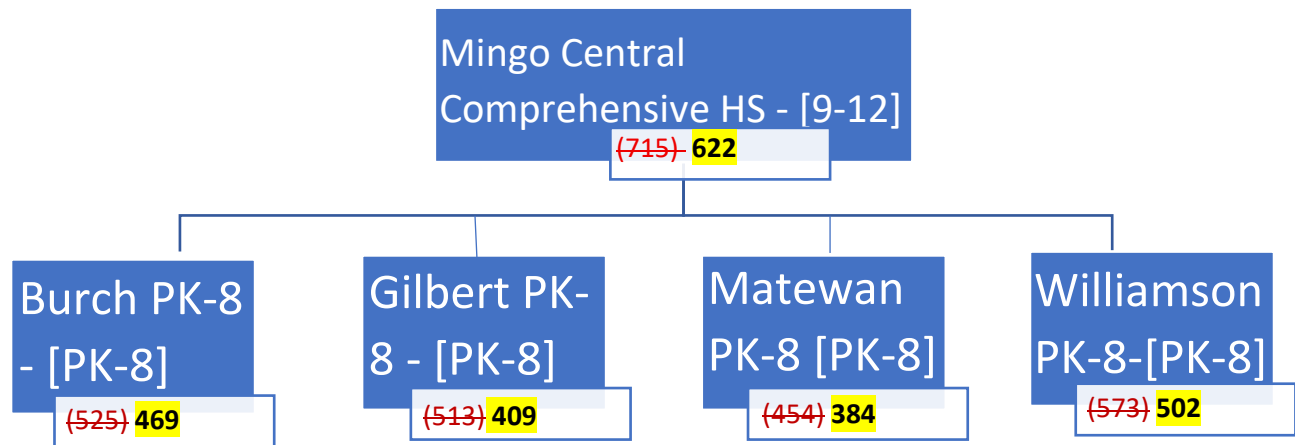 Mingo Central
Comprehensive HS - [9-12]
(715) 622
Burch PK-8
- [PK-8]
(525) 469
Gilbert PK-
8 - [PK-8]
(513) 409
Matewan
PK-8 [PK-8]
(454) 384
Williamson
PK-8-[PK-8]
(573) 502